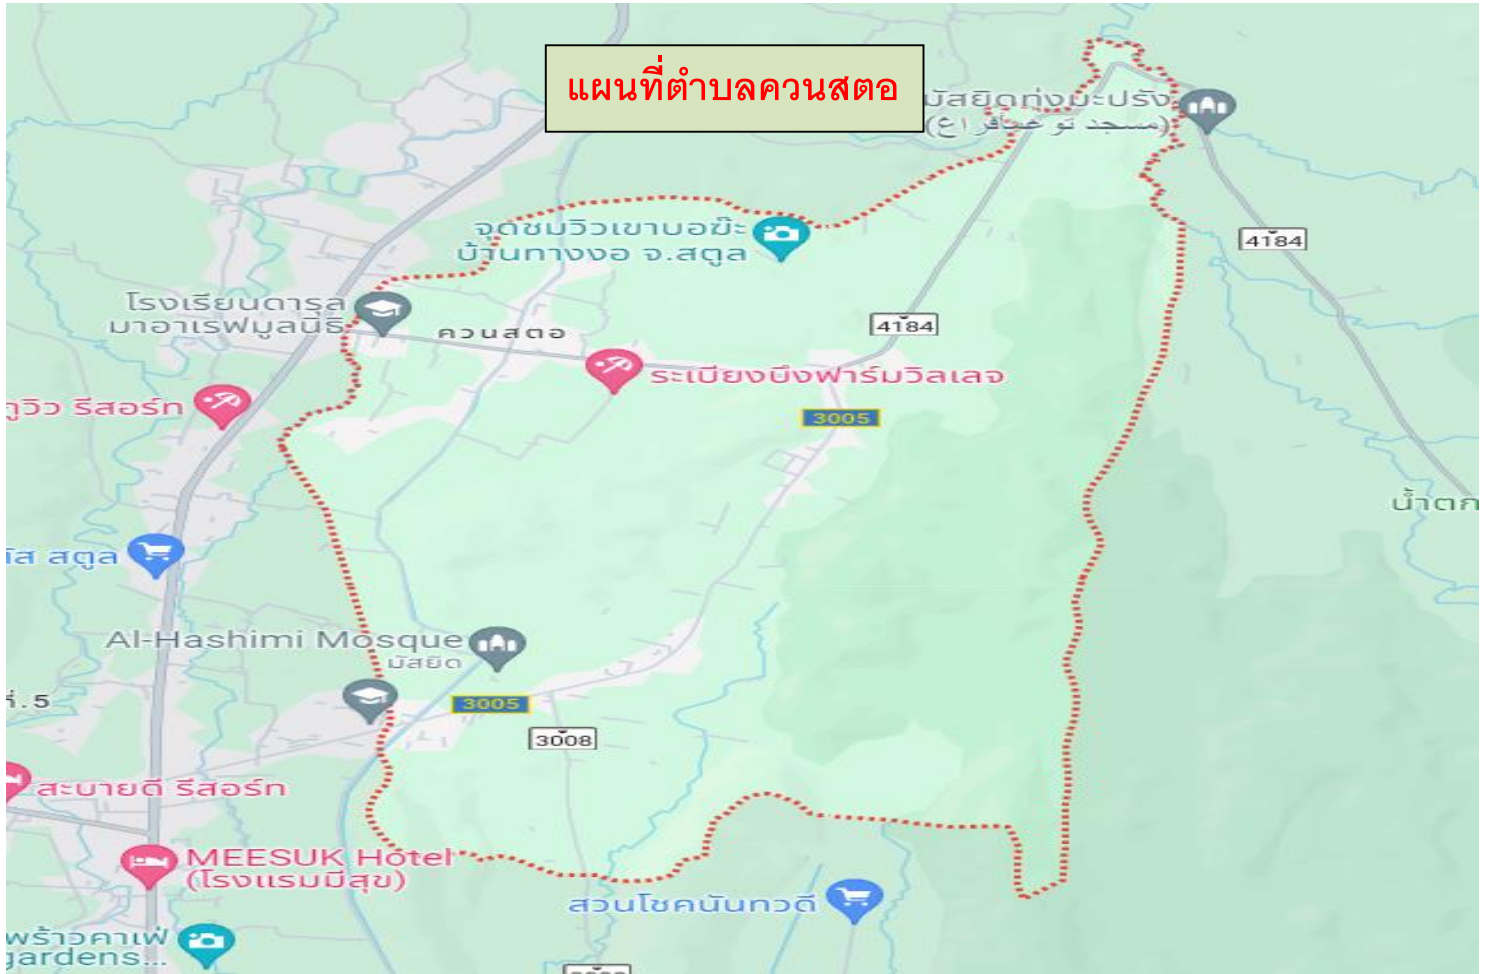 แผนที่ตำบลควนสตอ
มัสยิดทุ่งมะปรัง
จุดชมวิวเขาบอฆ๊ะ
บ้านทางงอ จ.สตูล
4184
โรงเรียนดารุล
มาอาเรฟมูลนิธิ
ควนสตอ
4184
ระเบียงบึงฟาร์มวิลเลจ
ภูวิว รีสอร์ท
3005
น้ำตก
ัส สตูล
Al-Hashimi Mosque
มัสยิด
ที่.5
3005
3008
สะบายดี รีสอร์ท
MEESUK Hotel
(โรงแรมมีสุข)
สวนโชคนันทวดี
พร้าวคาเฟ่
gardens...